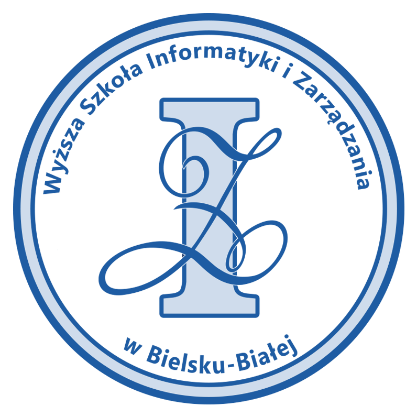 Wyższa Szkoła Informatyki i Zarządzania
I
Z
w Bielsku-Białej